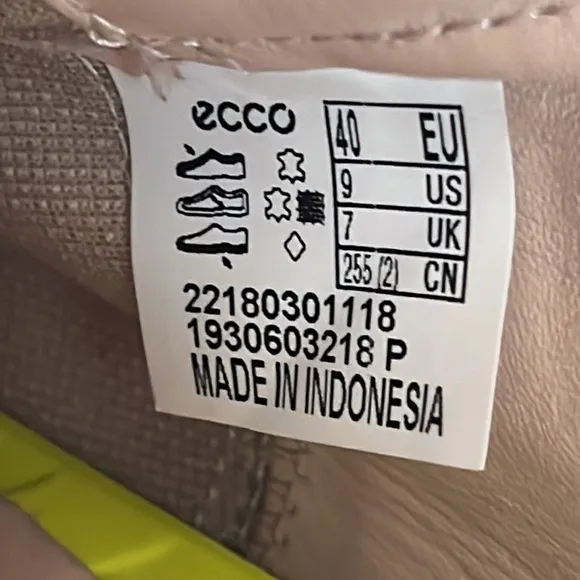 ecco
40 EU
9 US
7 UK
255 (2) CN
22180301118
1930603218 P
MADE IN INDONESIA